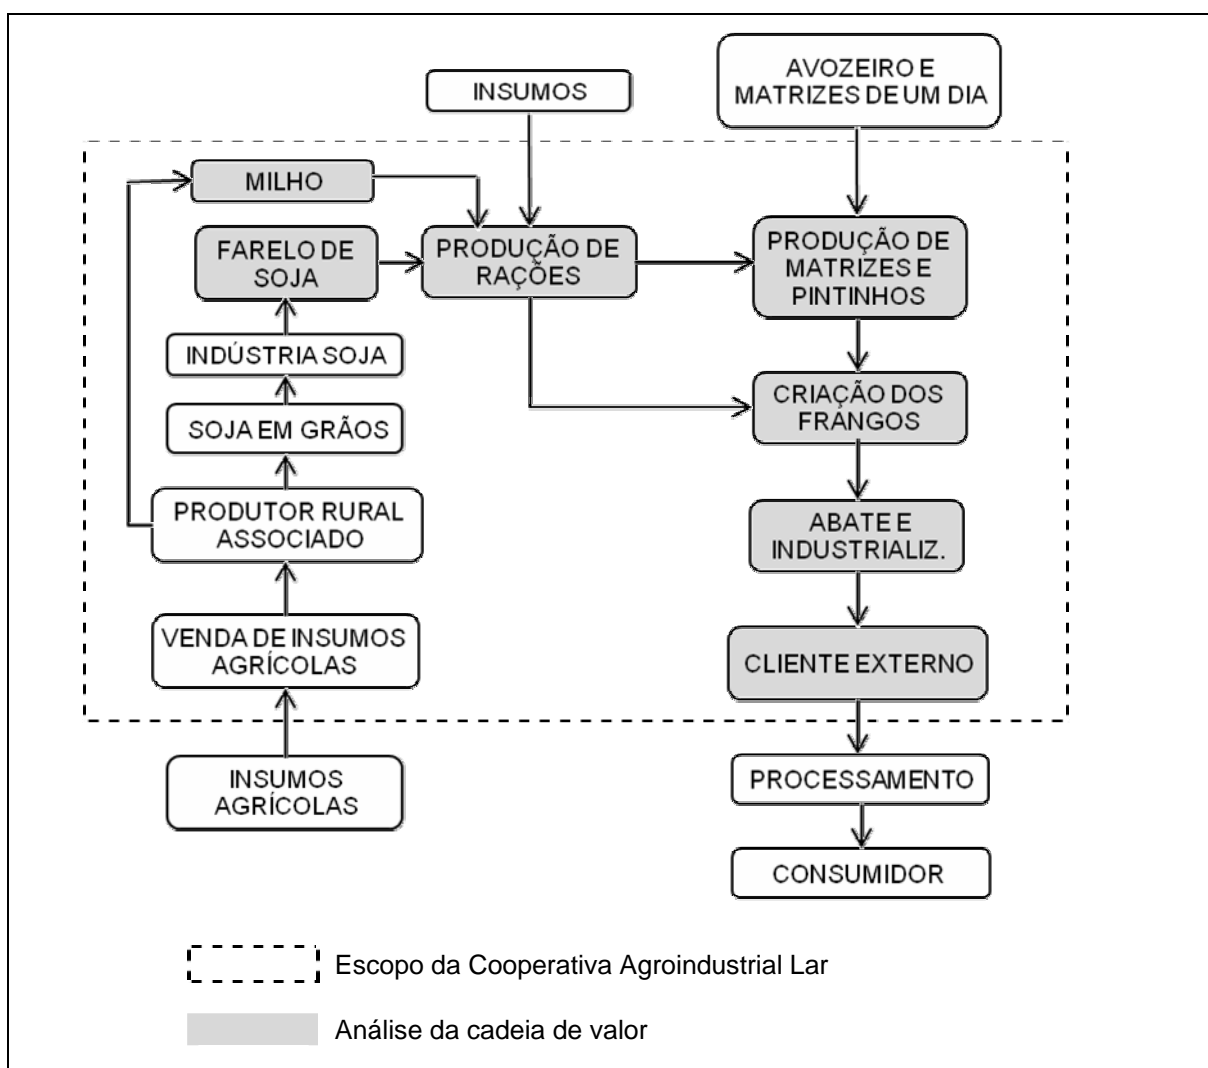 INSUMOS
AVOZEIRO E
MATRIZES DE UM DIA
MILHO
FARELO DE
SOJA
PRODUÇÃO DE
RAÇÕES
PRODUÇÃO DE
MATRIZES E
PINTINHOS
INDÚSTRIA SOJA
CRIAÇÃO DOS
FRANGOS
SOJA EM GRÃOS
PRODUTOR RURAL
ASSOCIADO
ABATE E
INDUSTRIALIZ.
VENDA DE INSUMOS
AGRÍCOLAS
CLIENTE EXTERNO
INSUMOS
AGRÍCOLAS
PROCESSAMENTO
CONSUMIDOR
Escopo da Cooperativa Agroindustrial Lar
Análise da cadeia de valor